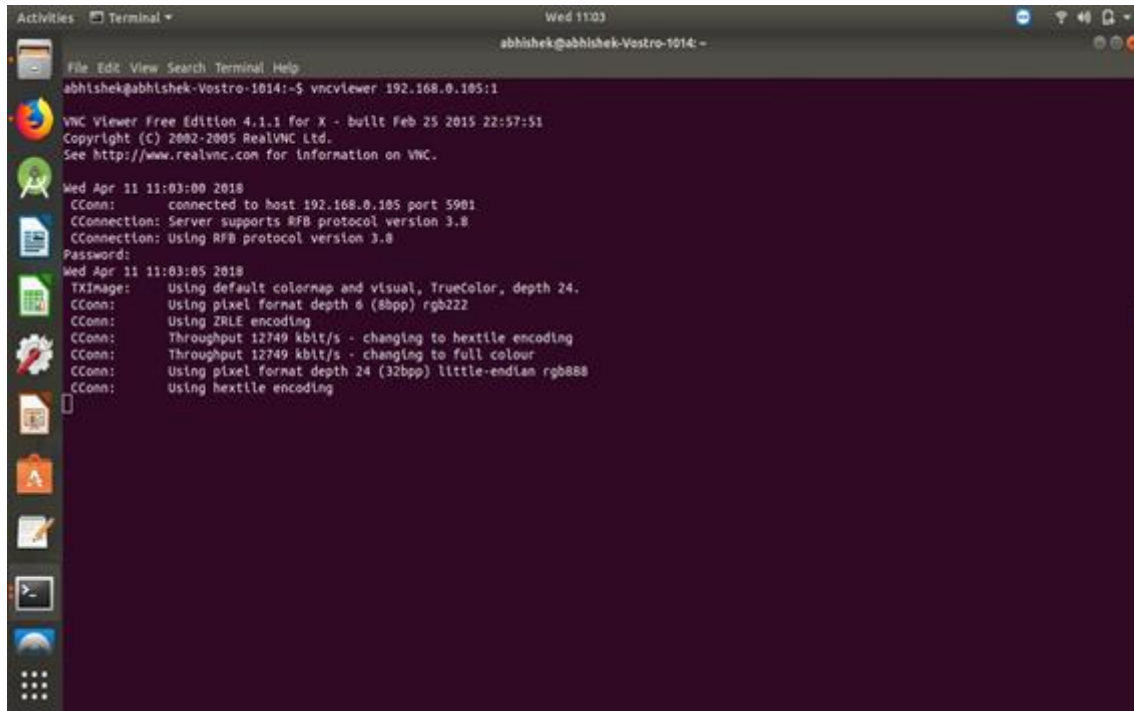 Activities Terminal Wed 11:03
abhishek@abhishek-Vostro-1014: ~
File Edit View Search Terminal Help
abhishek@abhishek-Vostro-1014:~$ vncviewer 192.168.0.105:1
VNC Viewer Free Edition 4.1.1 for X - built Feb 25 2015 22:57:51
Copyright (C) 2002-2005 RealVNC Ltd.
See http://www.realvnc.com for information on VNC.
Wed Apr 11 11:03:00 2018
CConn: connected to host 192.168.0.105 port 5901
CConnection: Server supports RFB protocol version 3.8
CConnection: Using RFB protocol version 3.8
Password:
Wed Apr 11 11:03:05 2018
TXImage: Using default colormap and visual, TrueColor, depth 24.
CConn: Using pixel format depth 6 (8bpp) rgb222
CConn: Using ZRLE encoding
CConn: Throughput 12749 kbit/s - changing to hextile encoding
CConn: Throughput 12749 kbit/s - changing to full colour
CConn: Using pixel format depth 24 (32bpp) little-endian rgb888
CConn: Using hextile encoding